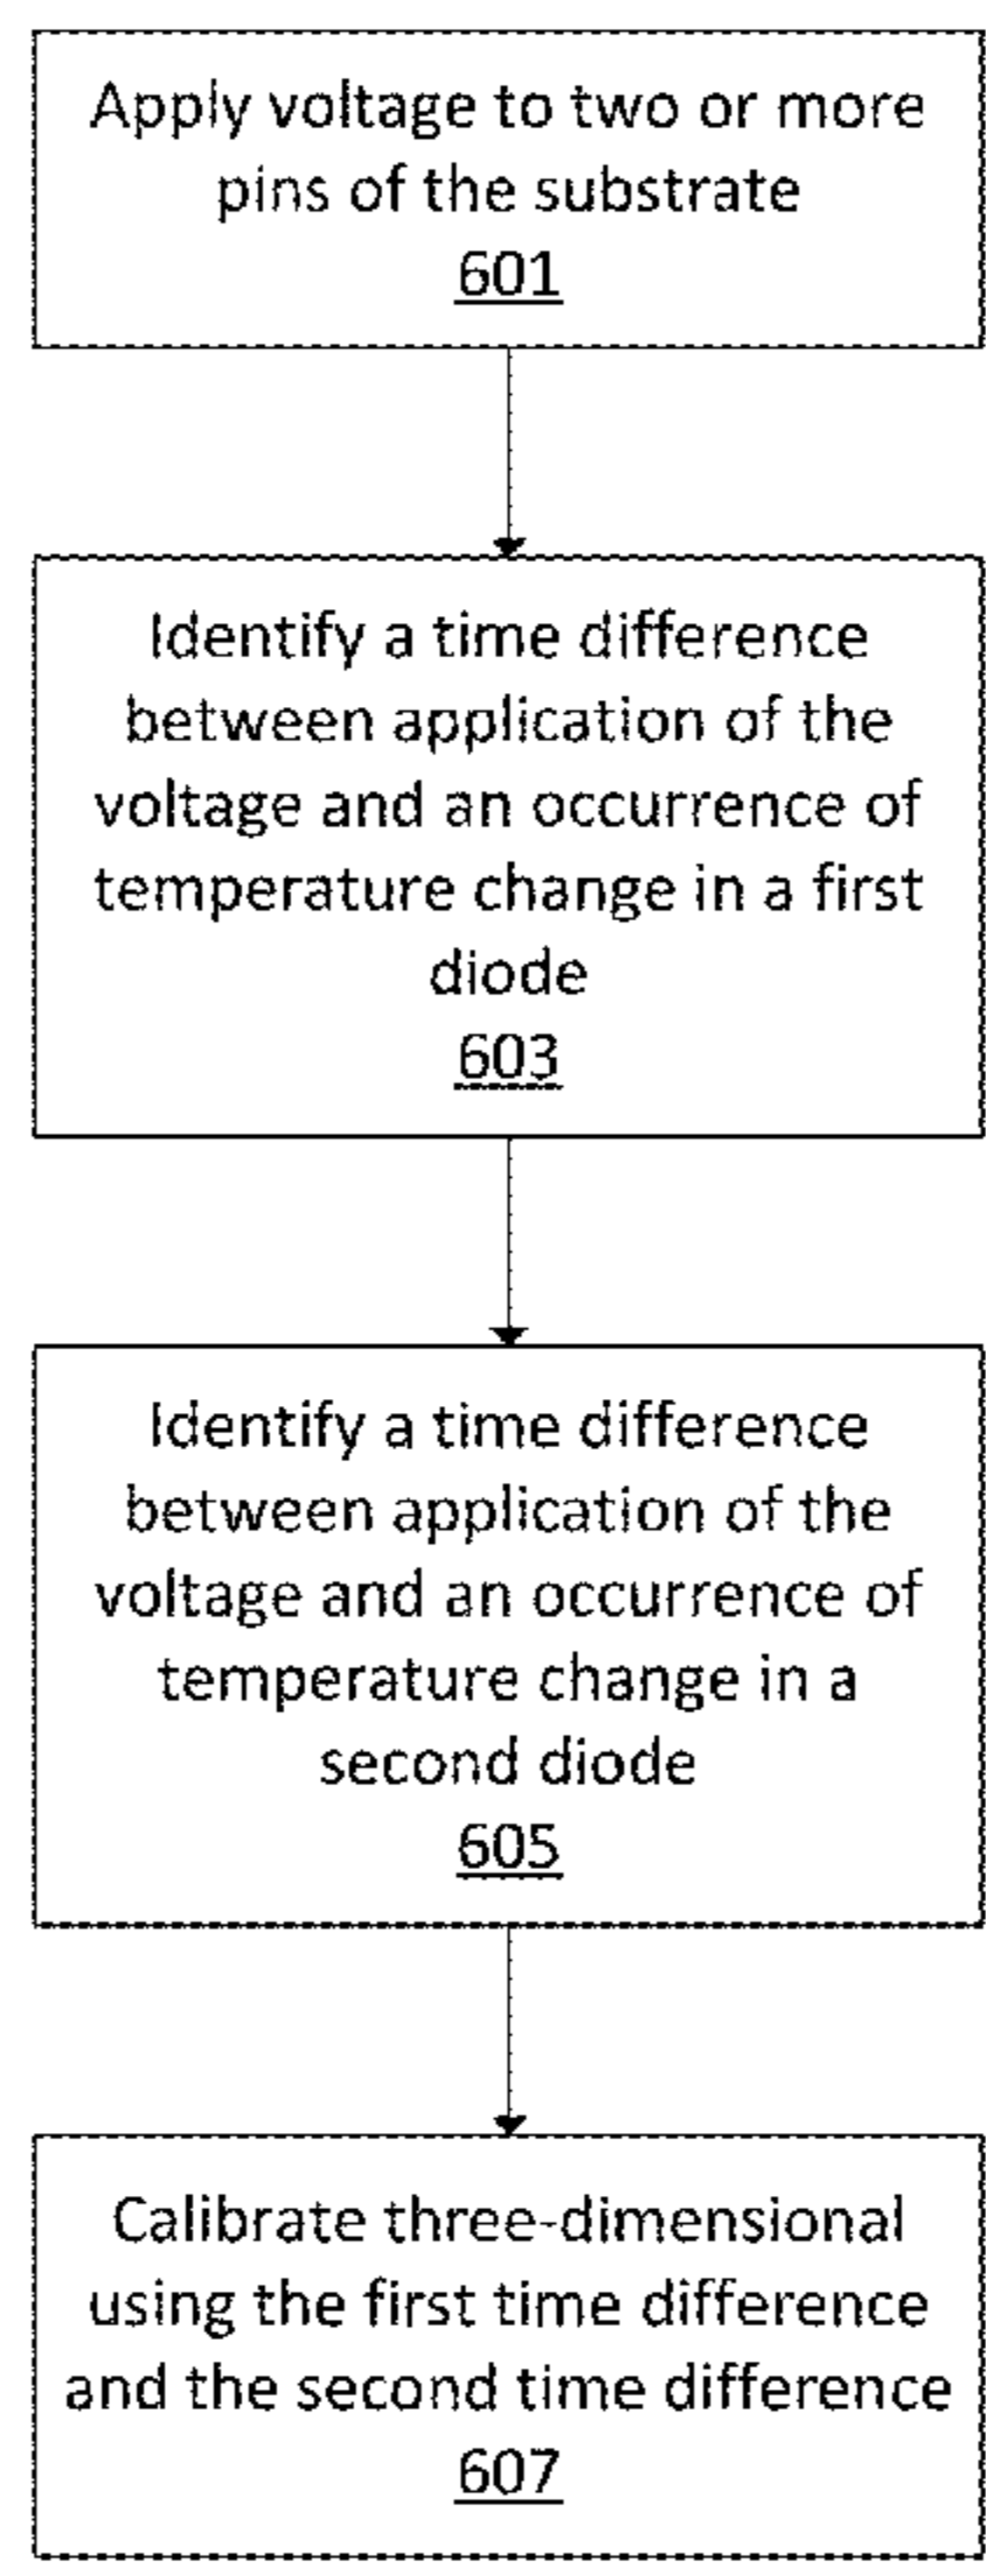 Apply voltage to two or more
pins of the substrate
601
Identify a time difference
between application of the
voltage and an occurrence of
temperature change in a first
diode
603
Identify a time difference
between application of the
voltage and an occurrence of
temperature change in a
second diode
605
Calibrate three-dimensional
using the first time difference
and the second time difference
607